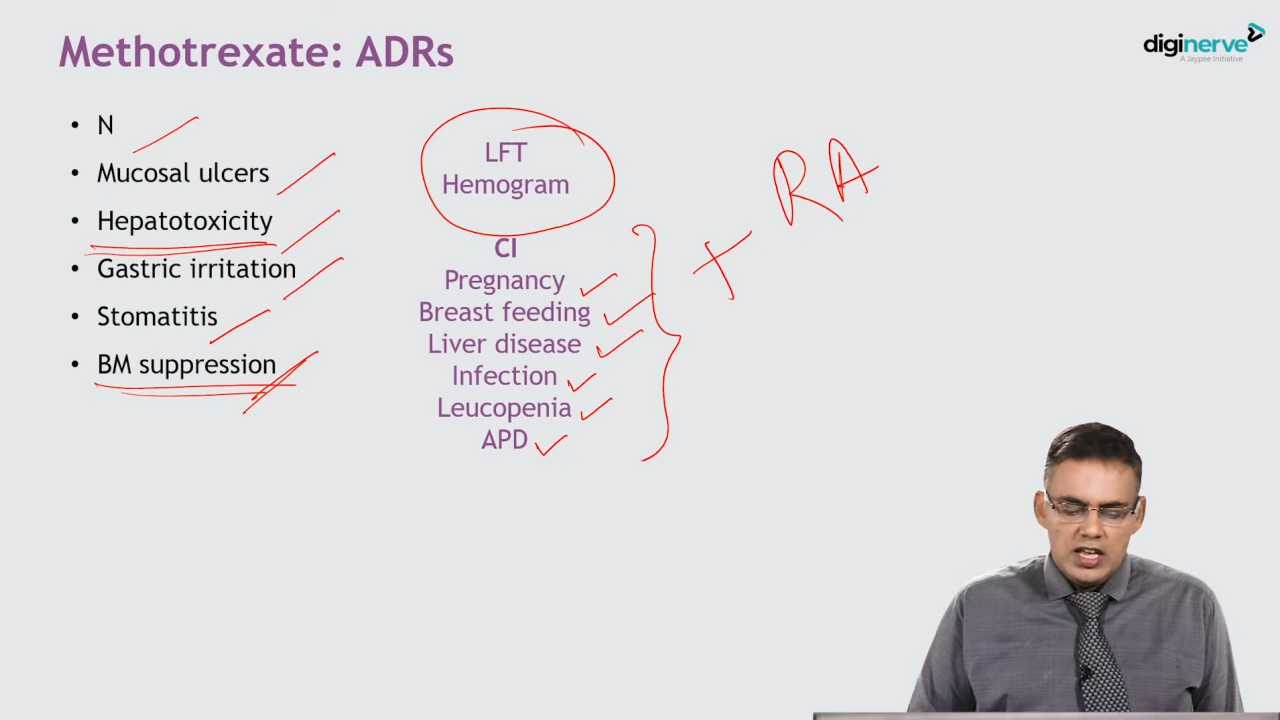 Methotrexate: ADRs
diginerve
A Jaypee Initiative
• N
• Mucosal ulcers
• Hepatotoxicity
• Gastric irritation
• Stomatitis
• BM suppression
LFT
Hemogram
CI
Pregnancy
Breast feeding
Liver disease
Infection
Leucopenia
APD
+ RA